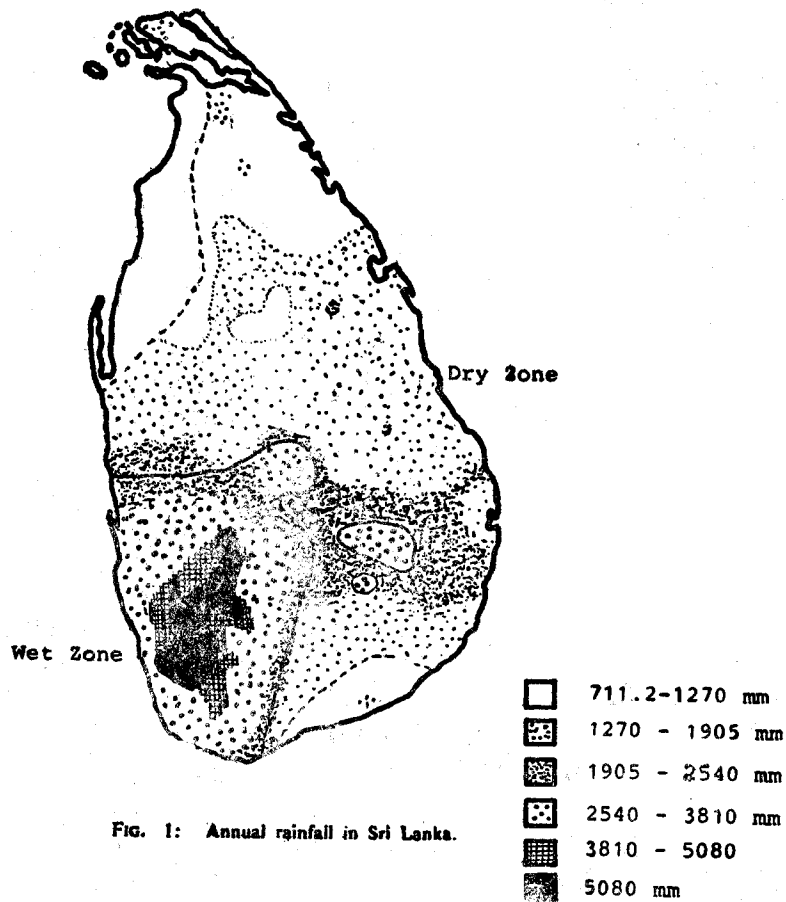 Dry Zone
Wet Zone
711.2-1270 mm
1270 - 1905 mm
1905 - 2540 mm
2540 - 3810 mm
3810 - 5080
5080 mm
FIG. 1: Annual rainfall in Sri Lanka.